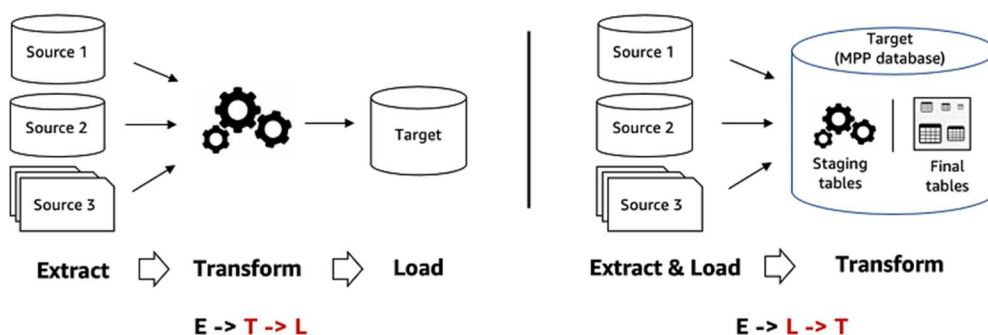 Source 1
Source 2
Source 3
Target
Extract
Transform
Load
E -> T -> L
Source 1
Source 2
Source 3
Target
(MPP database)
Staging
tables
Final
tables
Extract & Load
Transform
E -> L -> T